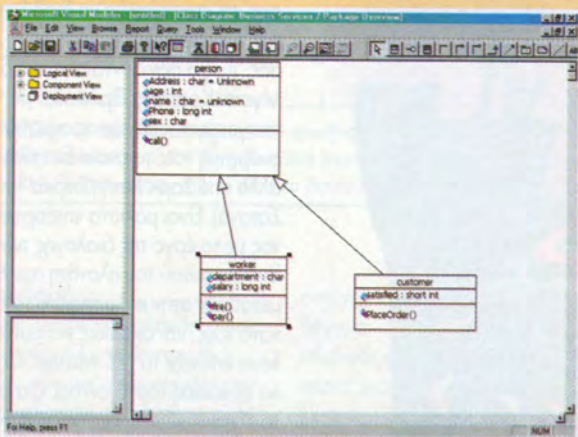 Microsoft Visual Modeler - (untitled) - [Class Diagram: Business Services / Package Overview]
File Edit View Browse Report Query Tools Window Help
Logical View
Component View
Deployment View
person
Address : char = Unknown
age : int
name : char = unknown
Phone : long int
sex : char
call()
worker
department : char
salary : long int
fire()
pay()
customer
satisfied : short int
PlaceOrder()
For Help, press F1
NUM